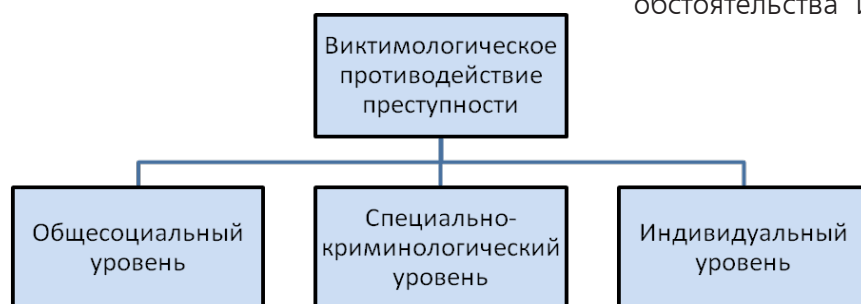 обстоятельства
Виктимологическое
противодействие
преступности
Общесоциальный
уровень
Специально-
криминологический
уровень
Индивидуальный
уровень